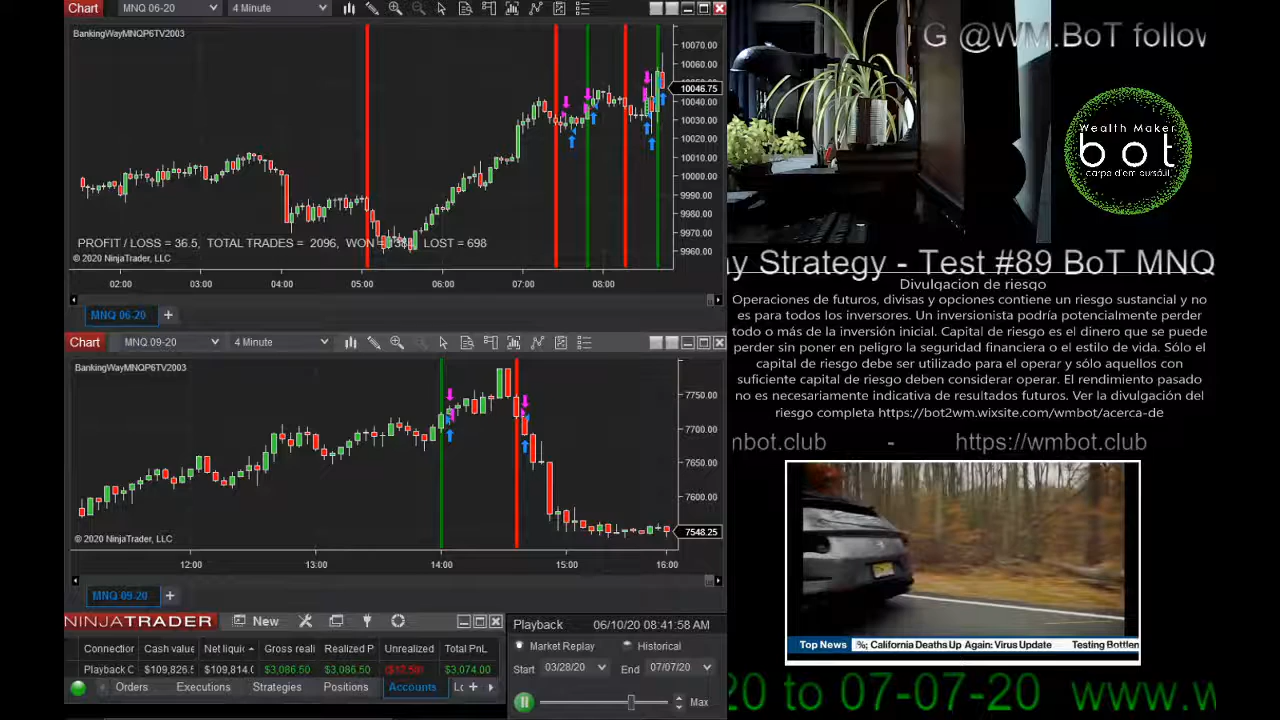 Chart MNQ 06-20 4 Minute
BankingWayMNQP6TV2003
10070.00
10060.00
10046.75
10040.00
10030.00
10020.00
10010.00
10000.00
9990.00
9980.00
9970.00
9960.00
PROFIT / LOSS = 36.5, TOTAL TRADES = 2096, WON = LOST = 698
© 2020 NinjaTrader, LLC
02:00 03:00 04:00 05:00 06:00 07:00 08:00
MNQ 06-20 +
Chart MNQ 09-20 4 Minute
BankingWayMNQP6TV2003
7750.00
7700.00
7650.00
7600.00
7548.25
© 2020 NinjaTrader, LLC
12:00 13:00 14:00 15:00 16:00
MNQ 09-20 +
NINJATRADER New
Connection Cash value Net liquic Gross reali Realized P Unrealized Total PnL
Playback C $109,826.5 $109,814.0 $3,086.50 $3,086.50 $3,074.00
Orders Executions Strategies Positions Accounts
Playback 06/10/20 08:41:58 AM
Market Replay Historical
Start 03/28/20 End 07/07/20
Max
G @WM.BoT follow
Wealth Maker
bot
y Strategy - Test #89 BoT MNQ
Divulgacion de riesgo
Operaciones de futuros, divisas y opciones contiene un riesgo sustancial y no
es para todos los inversores. Un inversionista podría potencialmente perder
todo o más de la inversión inicial. Capital de riesgo es el dinero que se puede
perder sin poner en peligro la seguridad financiera o el estilo de vida. Sólo el
capital de riesgo debe ser utilizado para el operar y sólo aquellos con
suficiente capital de riesgo deben considerar operar. El rendimiento pasado
no es necesariamente indicativa de resultados futuros. Ver la divulgación del
riesgo completa https://bot2wm.wixsite.com/wmbot/acerca-de
mbot.club - https://wmbot.club
Top News %; California Deaths Up Again: Virus Update Testing Bottlen
20 to 07-07-20 www.w